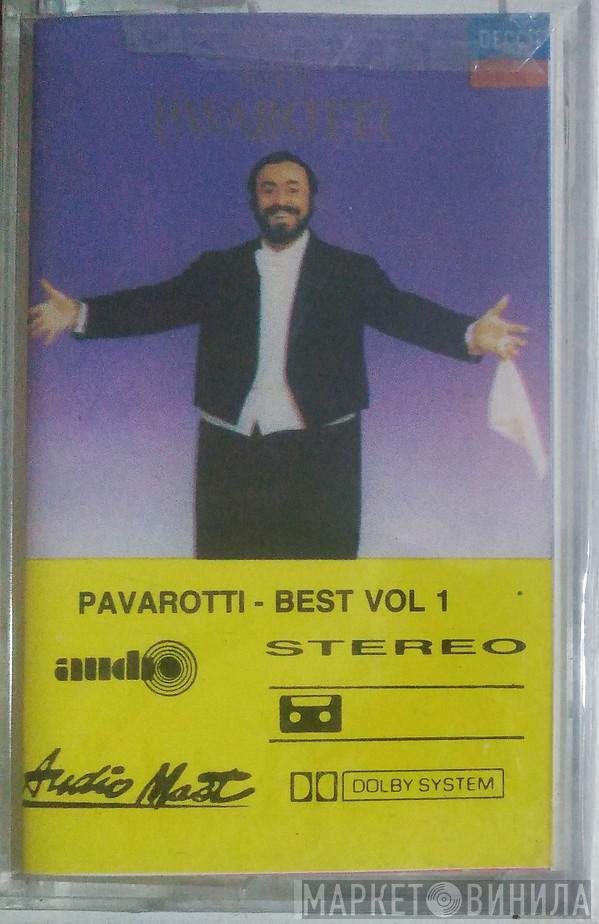 DECCA
PAVAROTTI
PAVAROTTI - BEST VOL 1
audio
STEREO
Audio Mast
DOLBY SYSTEM
МАРКЕТ ВИНИЛА